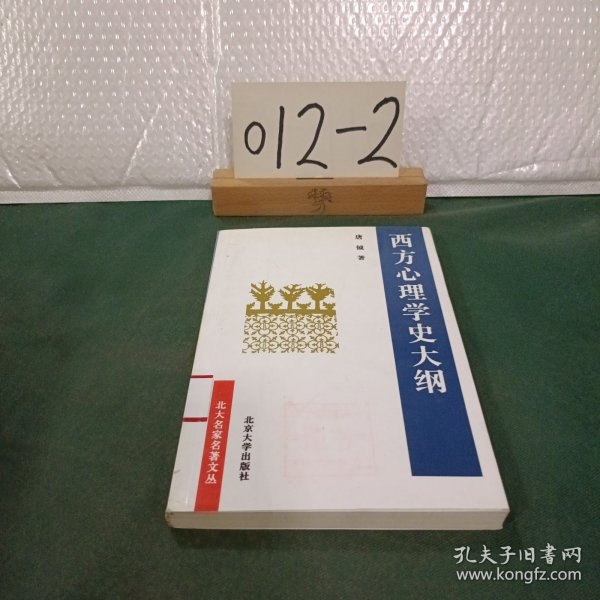 012-2
西方心理学史大纲
唐钺 著
北大名家名著文丛
北京大学出版社
孔夫子旧书网
www.kongfz.com